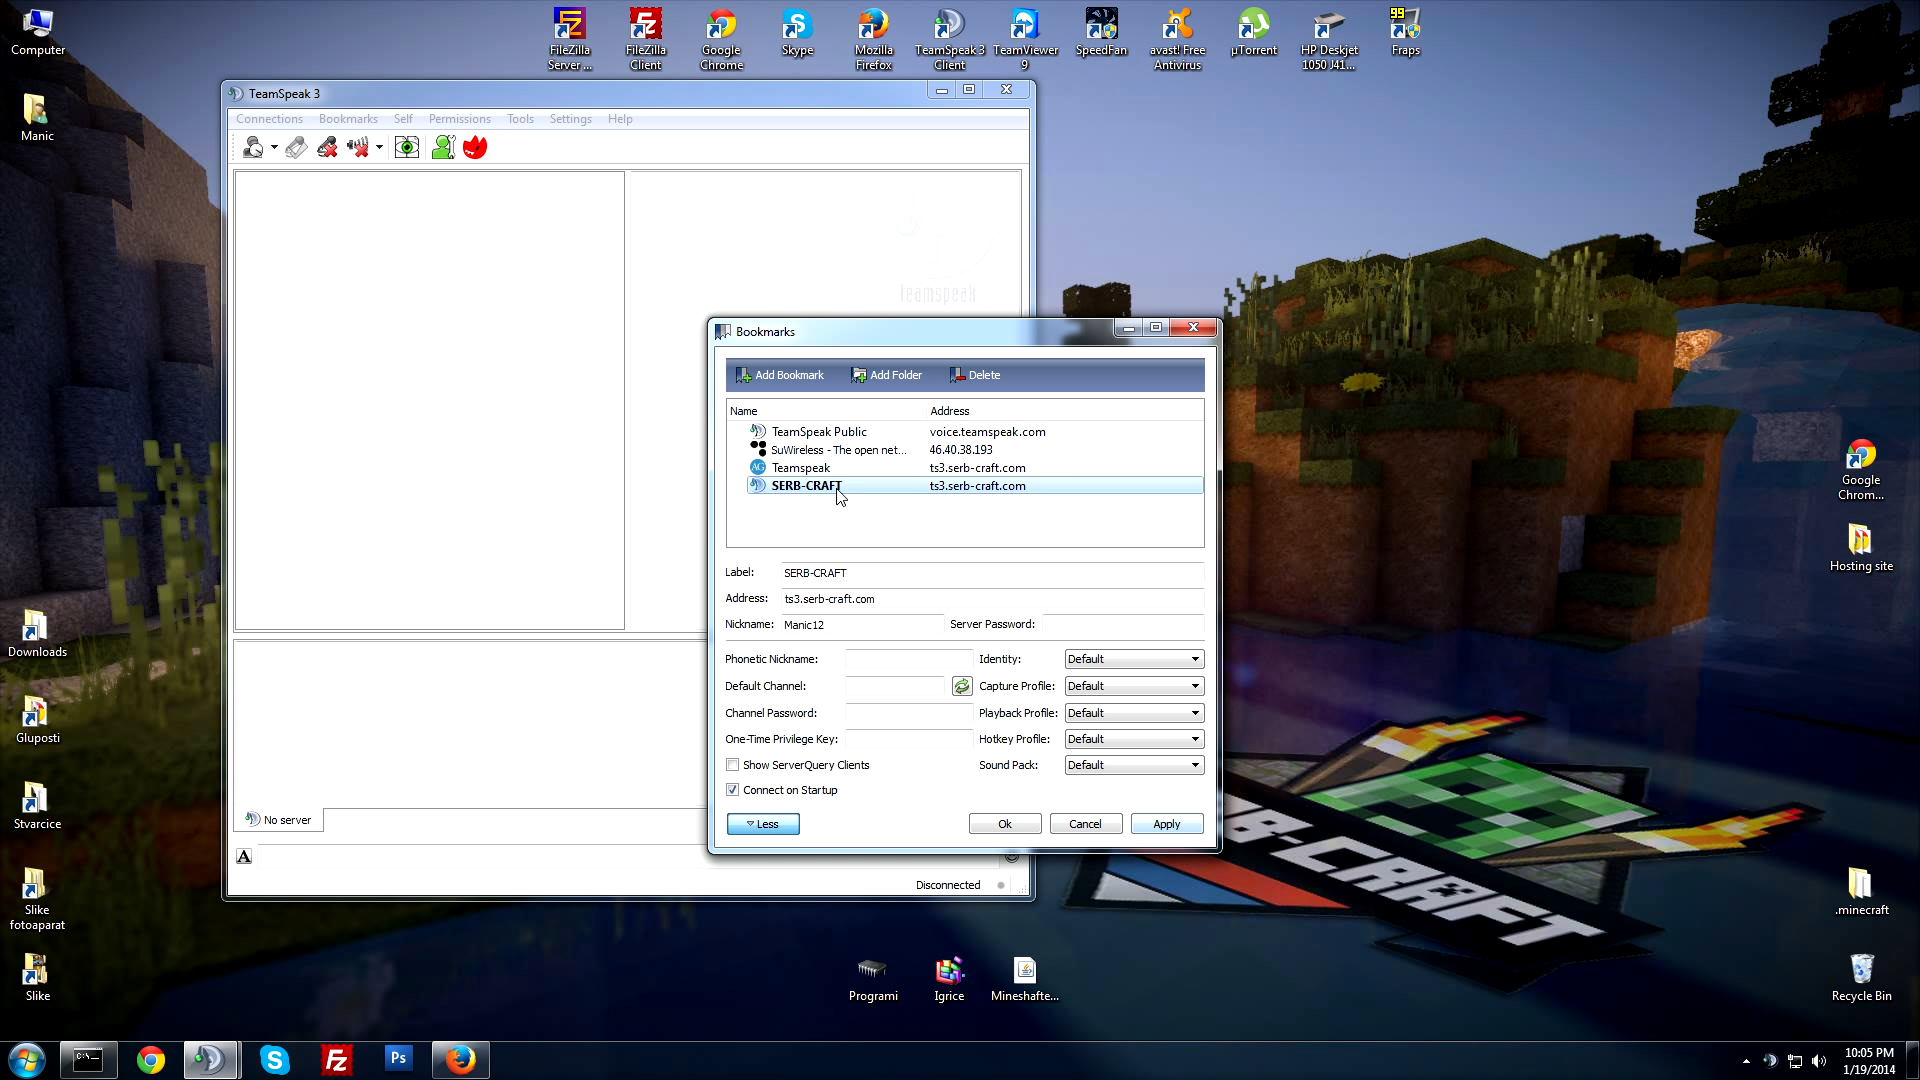 Computer
Manic
Downloads
Gluposti
Stvarcice
Slike
fotoaparat
Slike
FileZilla
Server ...
FileZilla
Client
Google
Chrome
Skype
Mozilla
Firefox
TeamSpeak 3
Client
TeamViewer
9
SpeedFan
avast! Free
Antivirus
µTorrent
HP Deskjet
1050 J41...
99
Fraps
TeamSpeak 3
Connections Bookmarks Self Permissions Tools Settings Help
teamspeak
No server
A
Disconnected
Bookmarks
Add Bookmark Add Folder Delete
Name Address
TeamSpeak Public voice.teamspeak.com
SuWireless - The open net... 46.40.38.193
AG Teamspeak ts3.serb-craft.com
SERB-CRAFT ts3.serb-craft.com
Label: SERB-CRAFT
Address: ts3.serb-craft.com
Nickname: Manic12 Server Password:
Phonetic Nickname: Identity: Default
Default Channel: Capture Profile: Default
Channel Password: Playback Profile: Default
One-Time Privilege Key: Hotkey Profile: Default
Show ServerQuery Clients Sound Pack: Default
Connect on Startup
Less Ok Cancel Apply
B-CRAFT
Google
Chrom...
Hosting site
.minecraft
Recycle Bin
Programi
Igrice
Mineshafte...
C:\
Fz
Ps
10:05 PM
1/19/2014